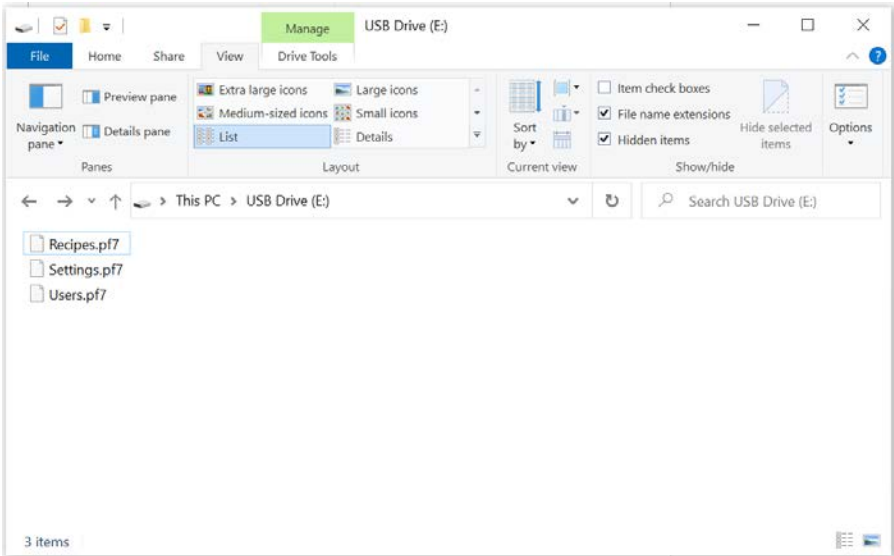 Manage USB Drive (E:)
File Home Share View Drive Tools
Preview pane
Details pane
Navigation
pane
Panes
Extra large icons Large icons
Medium-sized icons Small icons
List Details
Layout
Sort
by
Current view
Item check boxes
File name extensions
Hidden items
Hide selected
items
Show/hide
Options
This PC > USB Drive (E:)
Search USB Drive (E:)
Recipes.pf7
Settings.pf7
Users.pf7
3 items